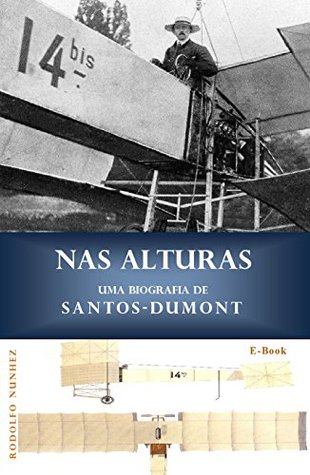 14 bis
NAS ALTURAS
UMA BIOGRAFIA DE
SANTOS-DUMONT
E-Book
14bis
RODOLFO NUNHEZ